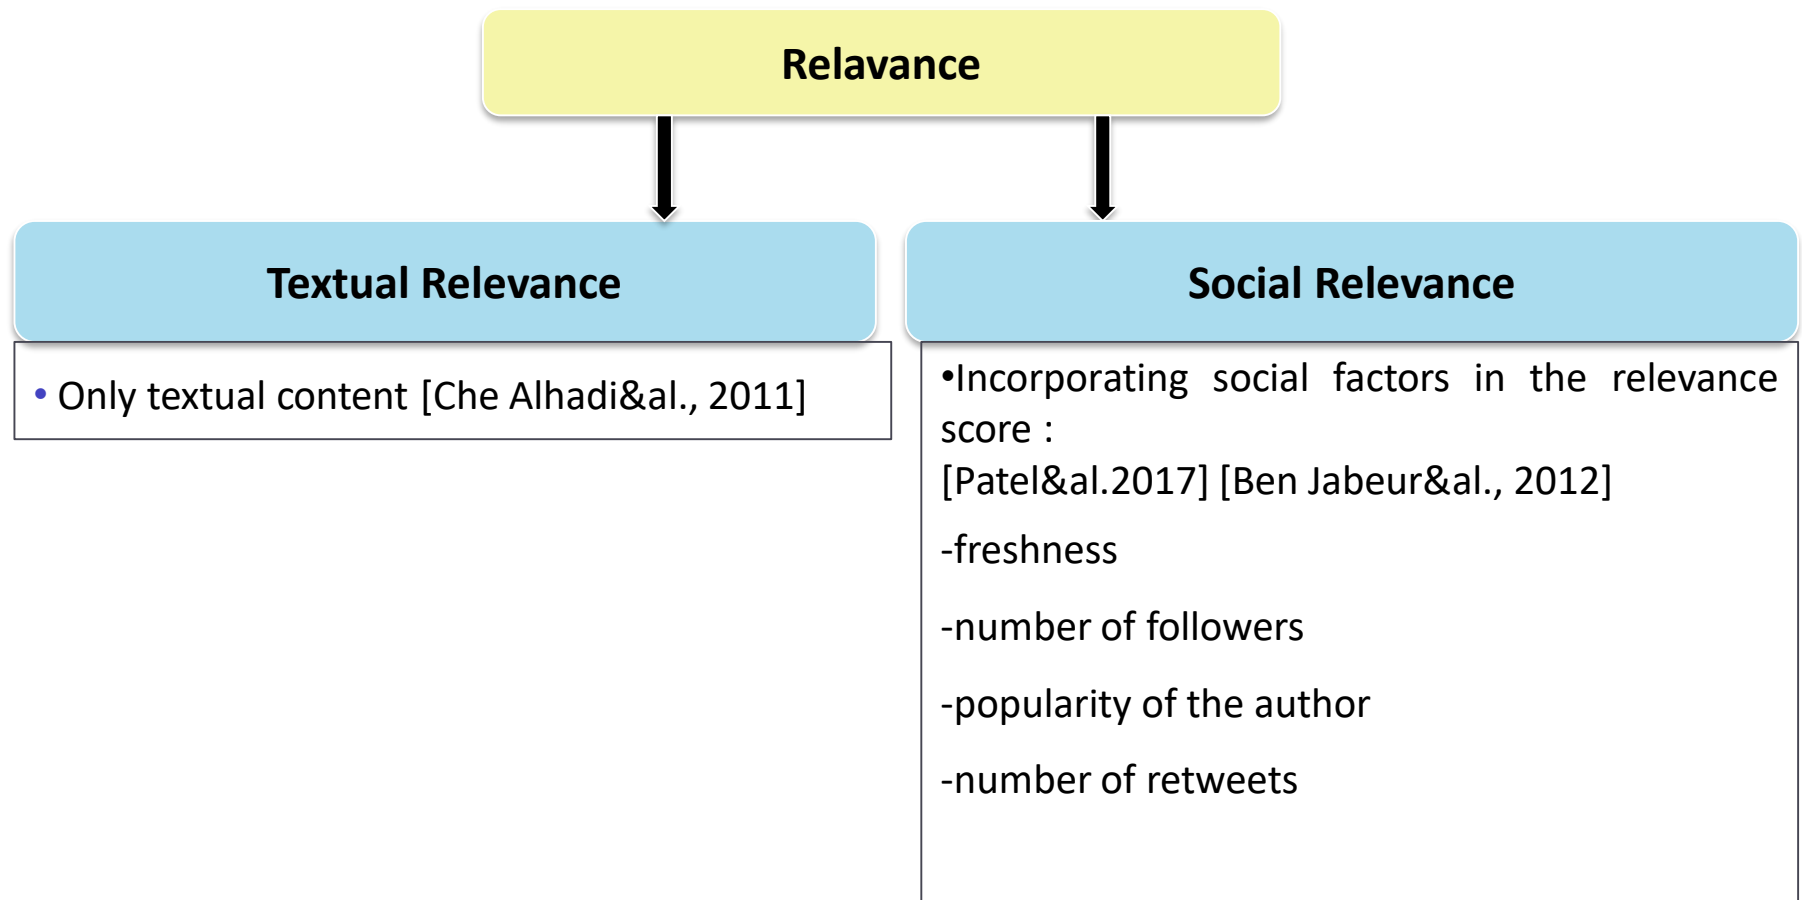 Relavance
Textual Relevance
• Only textual content [Che Alhadi&al., 2011]
Social Relevance
•Incorporating social factors in the relevance
score :
[Patel&al.2017] [Ben Jabeur&al., 2012]
-freshness
-number of followers
-popularity of the author
-number of retweets